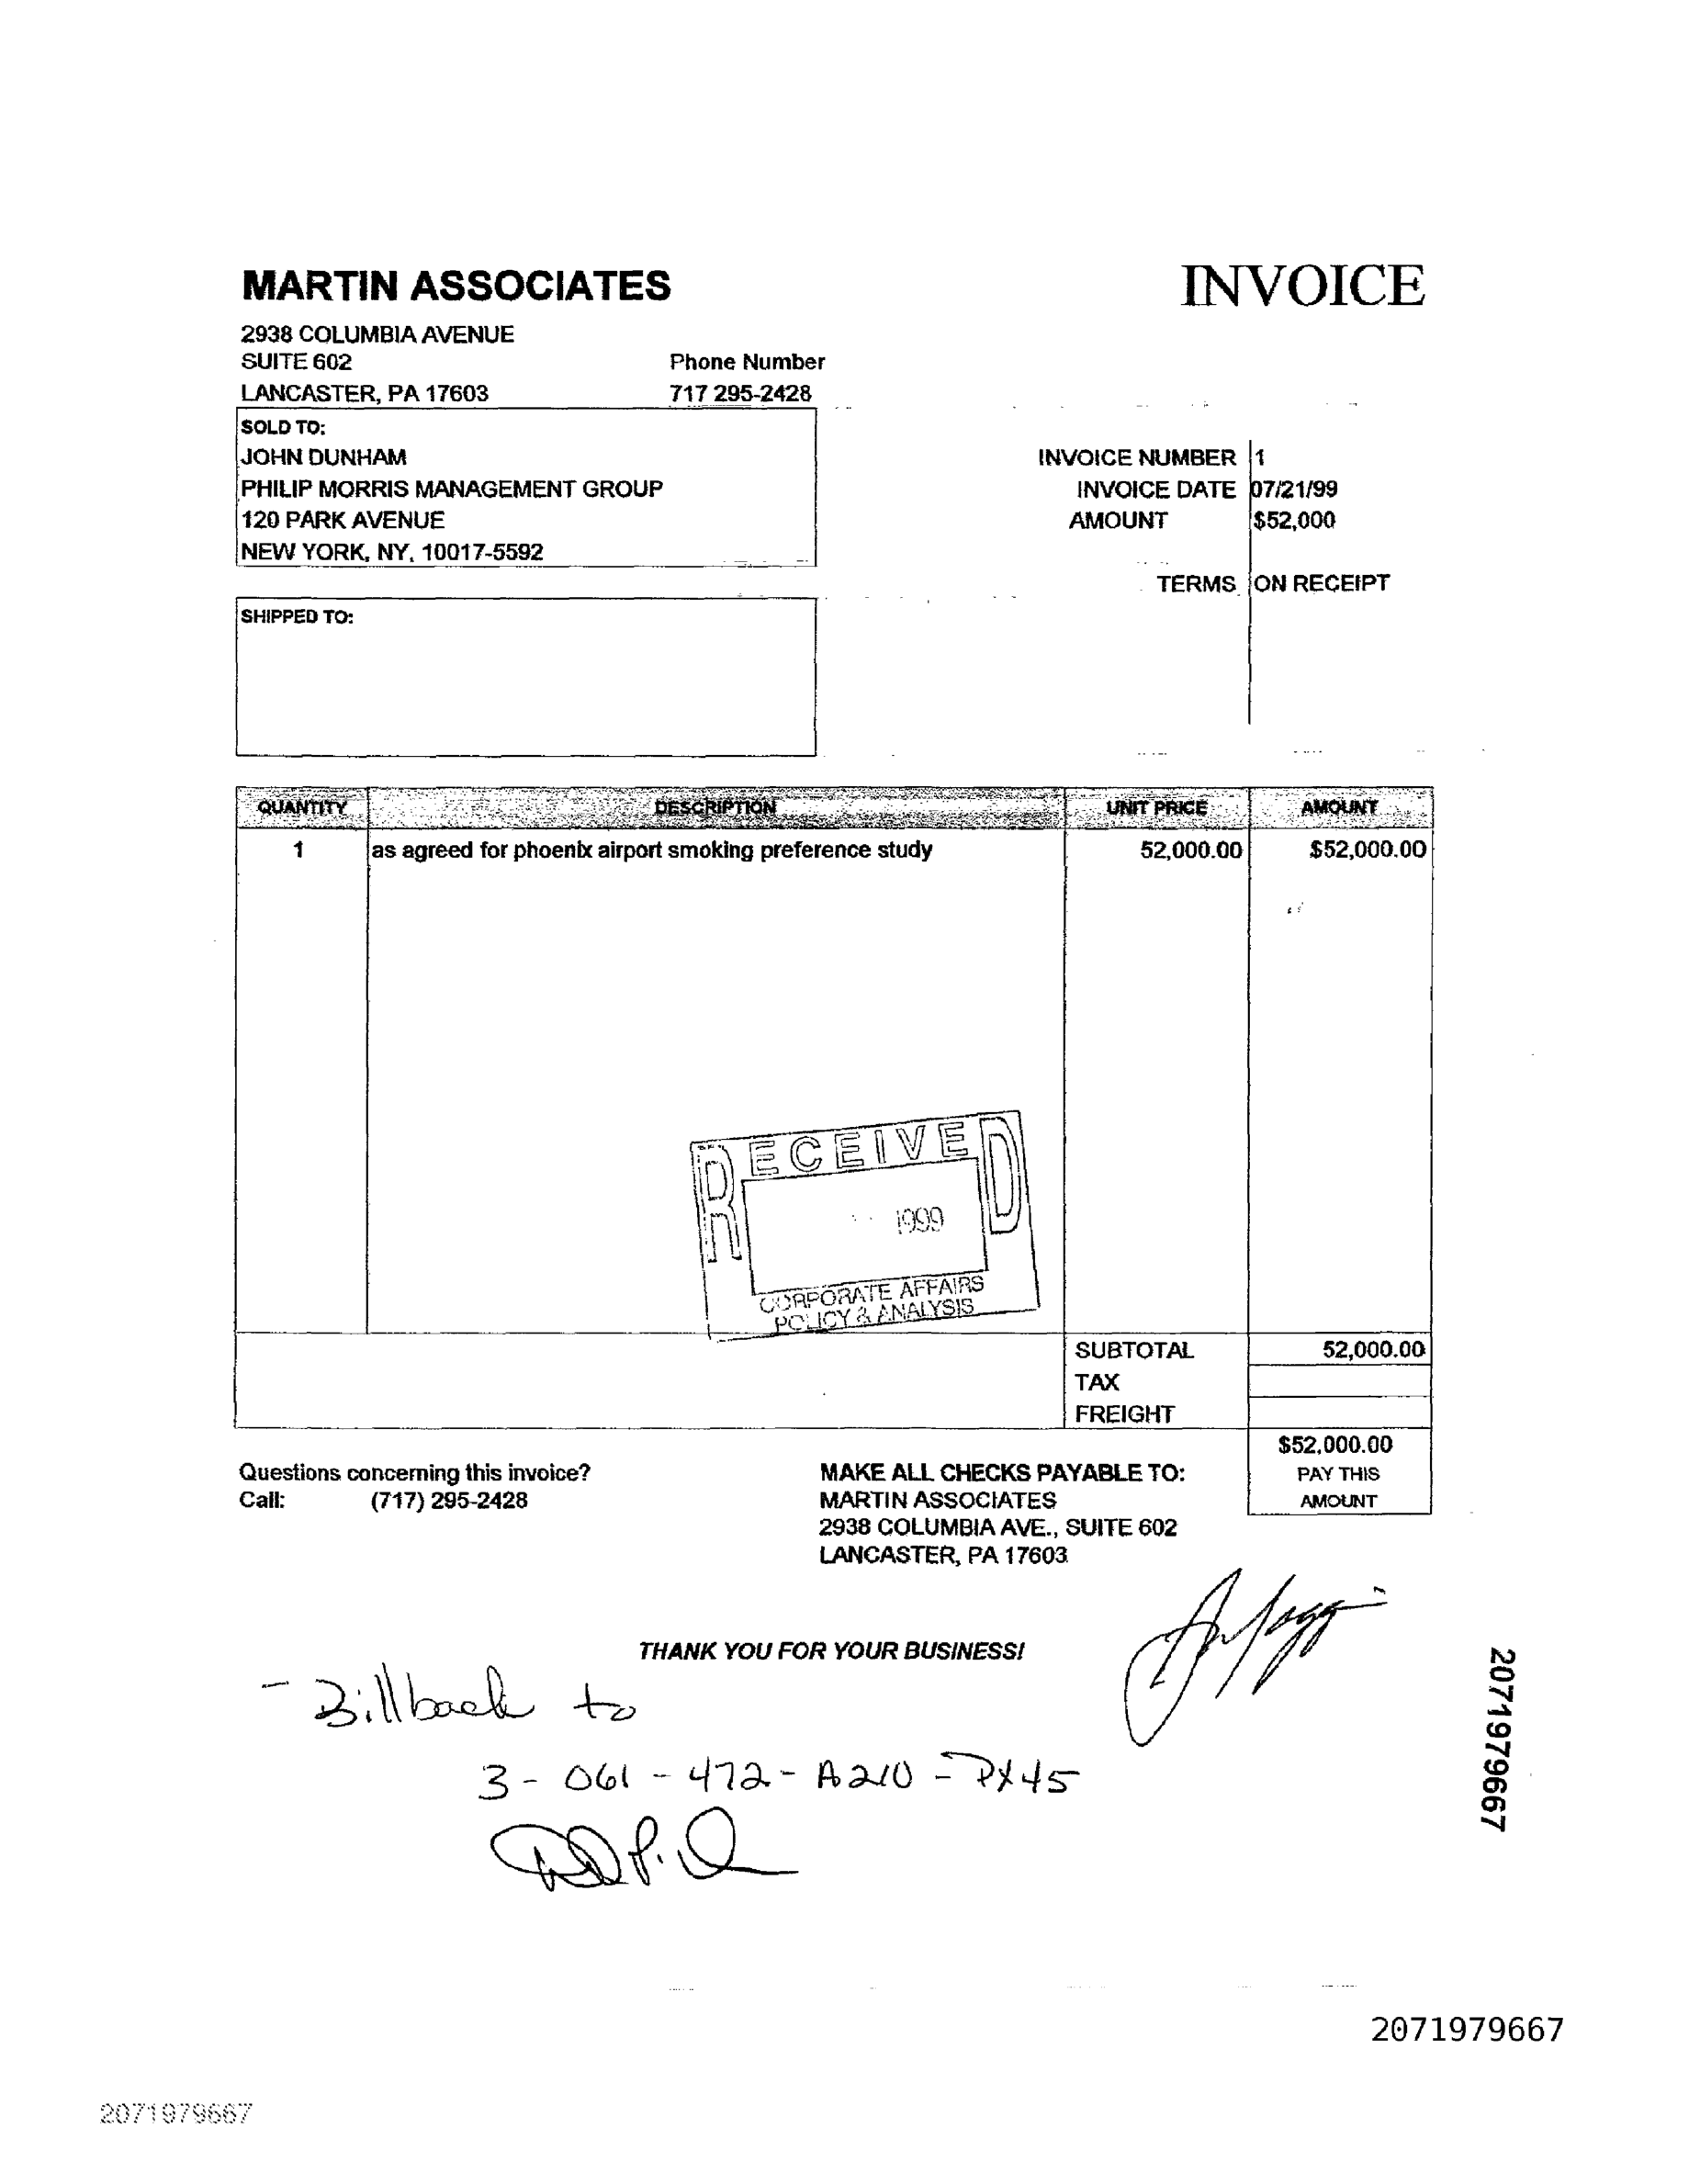 MARTIN ASSOCIATES
INVOICE
2938 COLUMBIA AVENUE
SUITE 602
Phone Number
LANCASTER, PA 17603
717 295-2428
SOLD TO:
JOHN DUNHAM
PHILIP MORRIS MANAGEMENT GROUP
120 PARK AVENUE
NEW YORK, NY, 10017-5592
INVOICE NUMBER 1
INVOICE DATE 07/21/99
AMOUNT $52,000
TERMS ON RECEIPT
SHIPPED TO:
QUANTITY DESCRIPTION UNIT PRICE AMOUNT
1 as agreed for phoenix airport smoking preference study 52,000.00 $52,000.00
RECEIVED
1999
CORPORATE AFFAIRS
POLICY & ANALYSIS
SUBTOTAL 52,000.00
TAX
FREIGHT
$52,000.00
PAY THIS
AMOUNT
Questions concerning this invoice?
Call: (717) 295-2428
MAKE ALL CHECKS PAYABLE TO:
MARTIN ASSOCIATES
2938 COLUMBIA AVE., SUITE 602
LANCASTER, PA 17603
THANK YOU FOR YOUR BUSINESS!
- Billback to
3-061-472-A210-PX45
2071979667
2071979667
2071979667